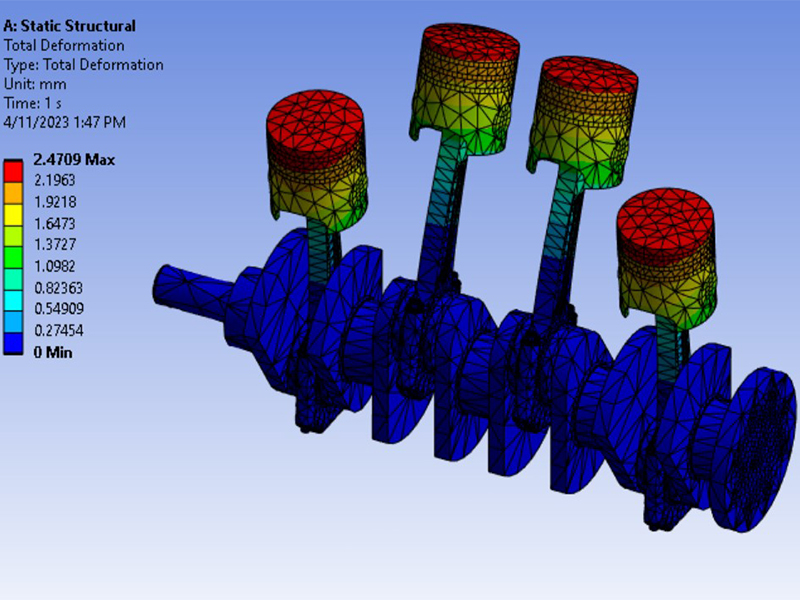 A: Static Structural
Total Deformation
Type: Total Deformation
Unit: mm
Time: 1 s
4/11/2023 1:47 PM
2.4709 Max
2.1963
1.9218
1.6473
1.3727
1.0982
0.82363
0.54909
0.27454
0 Min